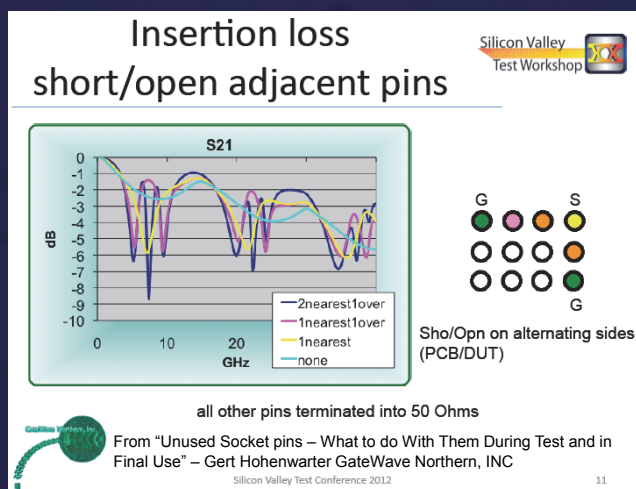 Insertion loss
short/open adjacent pins
Silicon Valley
Test Workshop
S21
0
-1
-2
-3
-4
-5
-6
-7
-8
-9
-10
dB
0
10
20
GHz
2nearest1over
1nearest1over
1nearest
none
G
S
G
Sho/Opn on alternating sides
(PCB/DUT)
all other pins terminated into 50 Ohms
GateWave Northern, Inc.
From “Unused Socket pins – What to do With Them During Test and in
Final Use” – Gert Hohenwarter GateWave Northern, INC
Silicon Valley Test Conference 2012
11